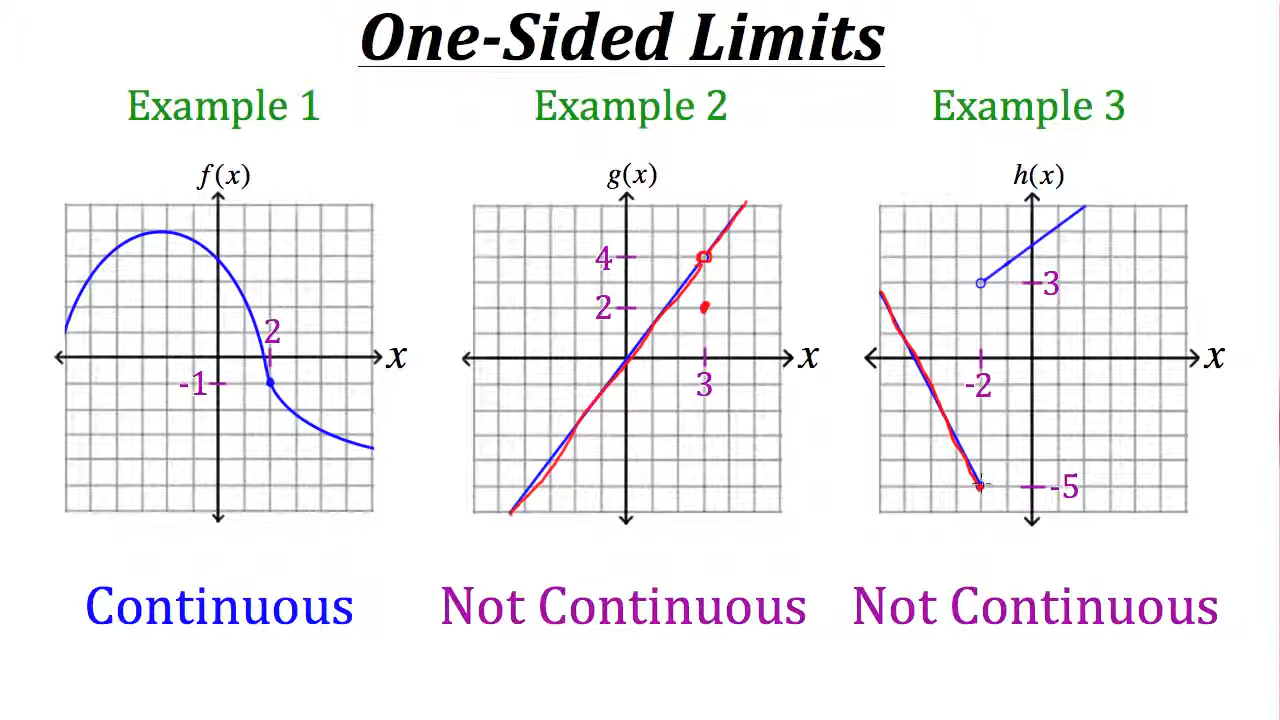 One-Sided Limits
Example 1
Example 2
Example 3
f(x)
g(x)
h(x)
2
-1
x
4
2
3
x
3
-2
-5
x
Continuous
Not Continuous
Not Continuous